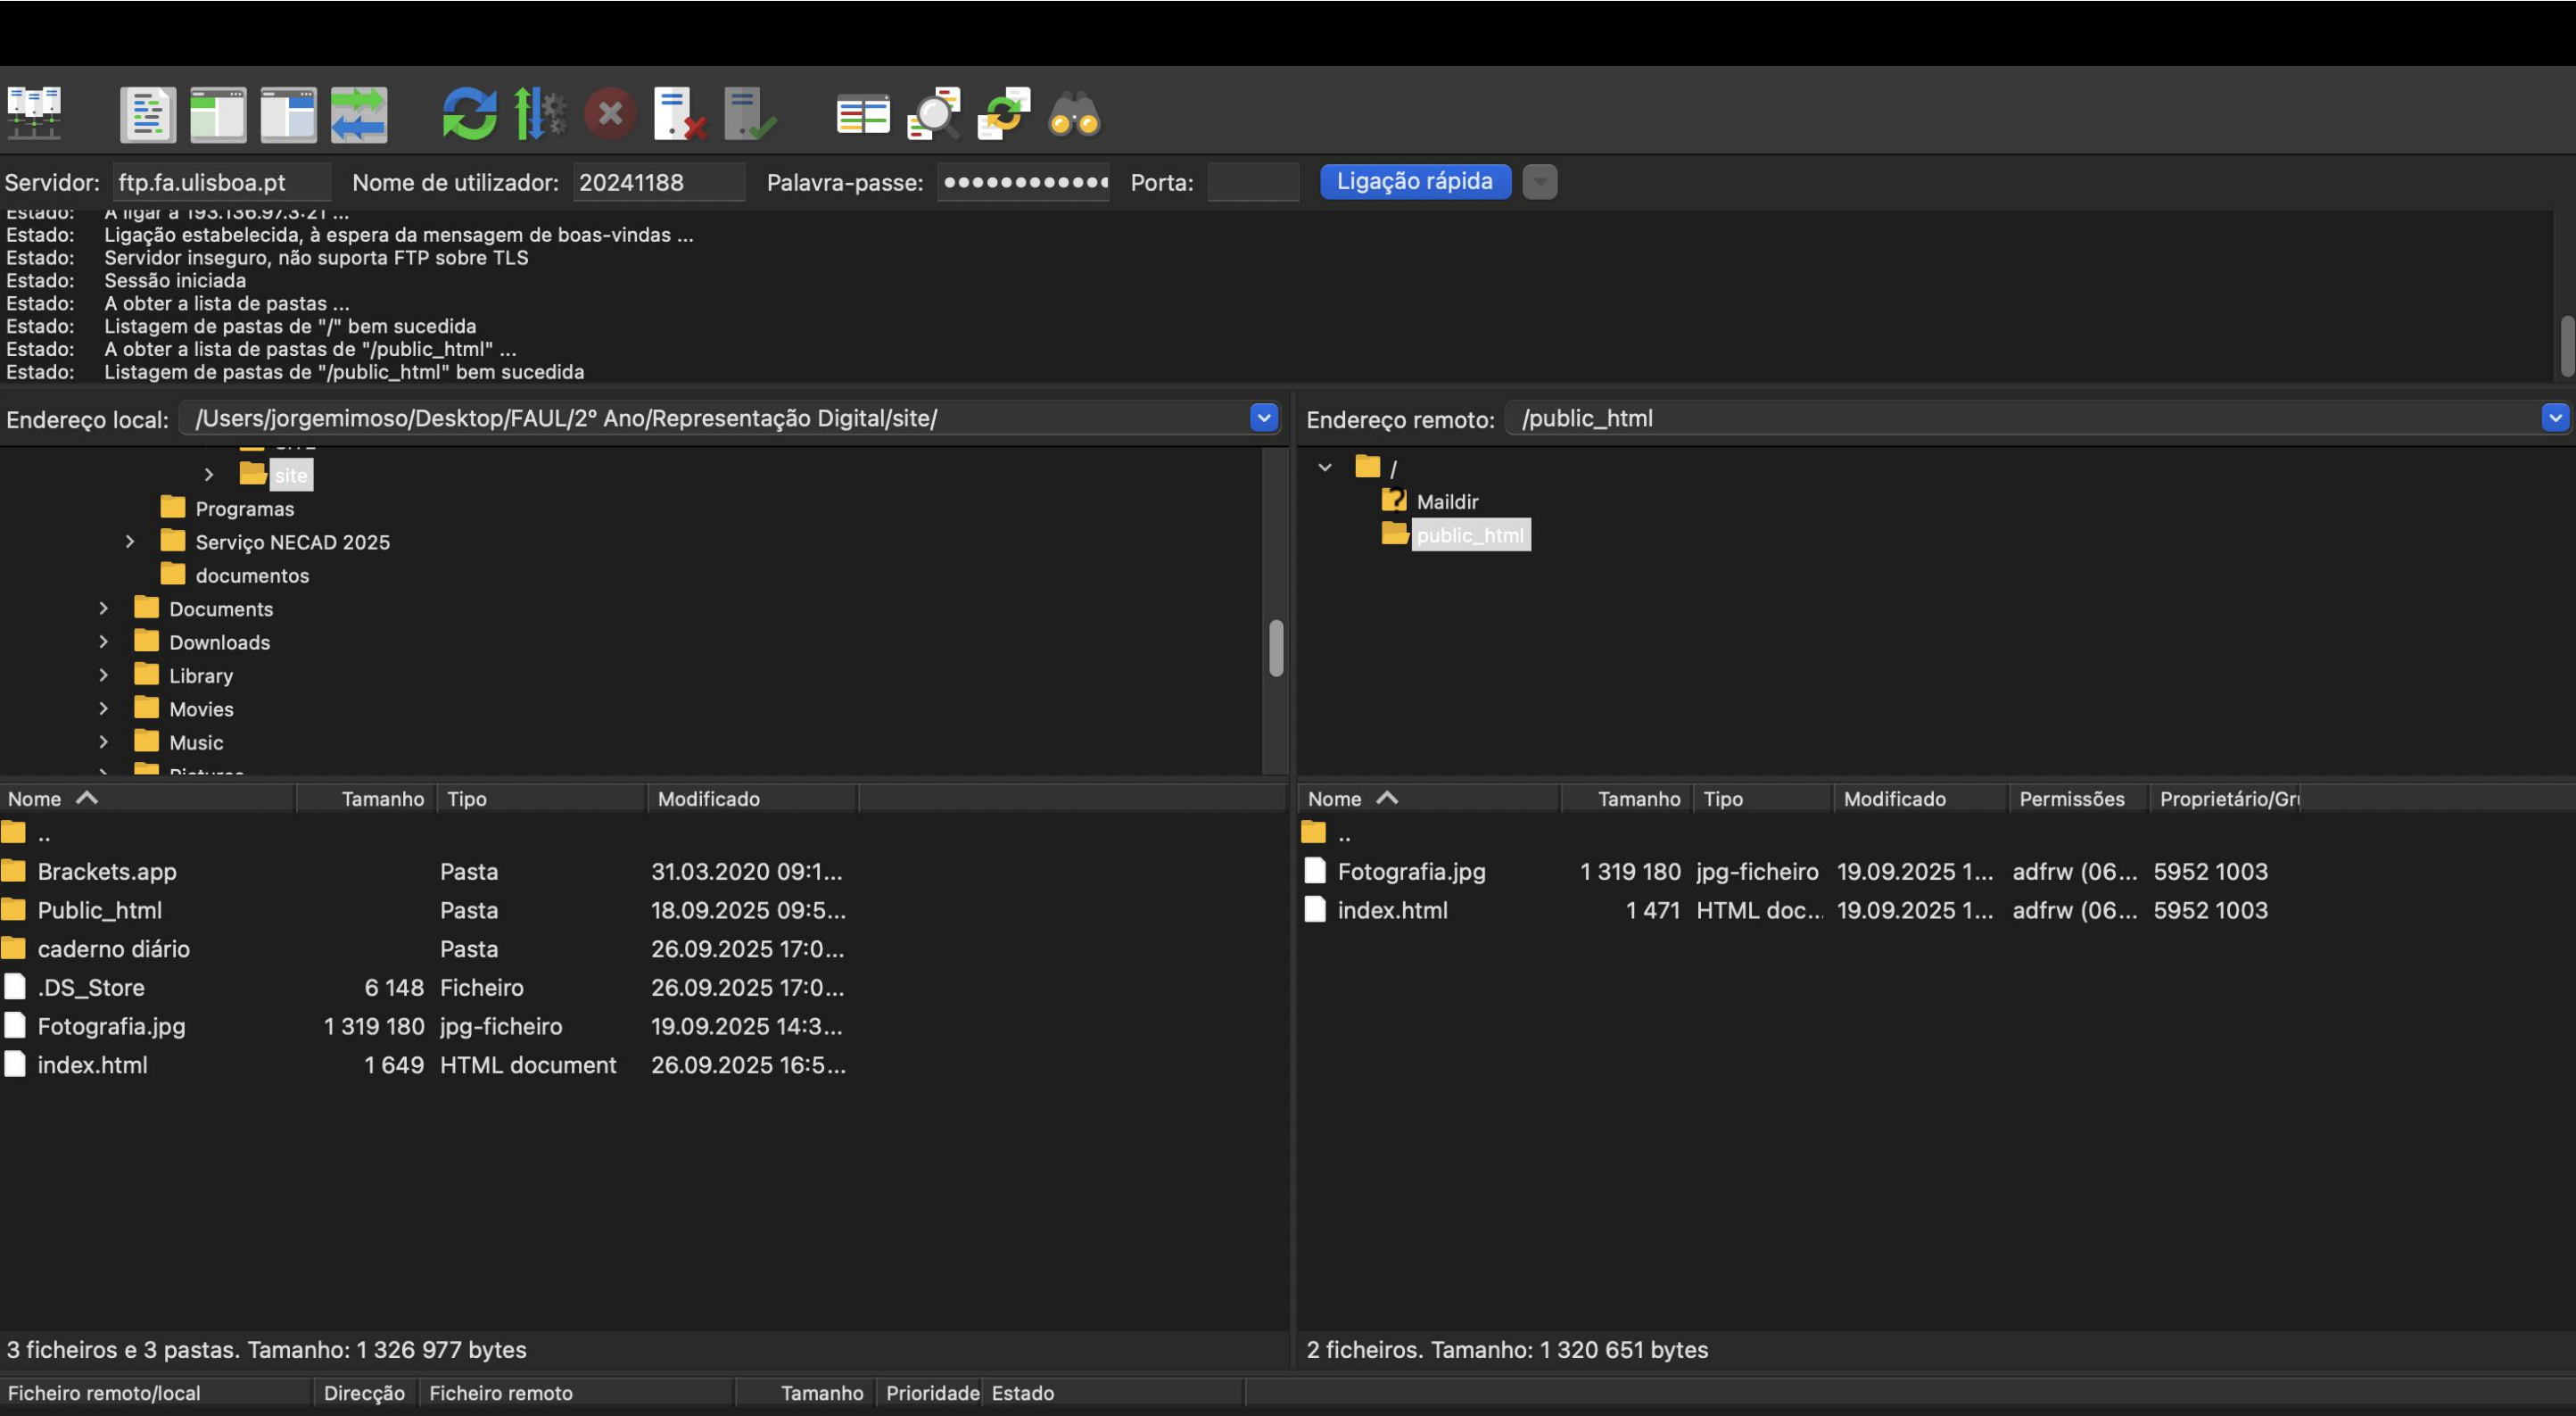 Servidor: ftp.fa.ulisboa.pt Nome de utilizador: 20241188 Palavra-passe: ●●●●●●●●●●●● Porta: Ligação rápida
Estado: A ligar a 193.136.97.3:21 ...
Estado: Ligação estabelecida, à espera da mensagem de boas-vindas ...
Estado: Servidor inseguro, não suporta FTP sobre TLS
Estado: Sessão iniciada
Estado: A obter a lista de pastas ...
Estado: Listagem de pastas de "/" bem sucedida
Estado: A obter a lista de pastas de "/public_html" ...
Estado: Listagem de pastas de "/public_html" bem sucedida
Endereço local: /Users/jorgemimoso/Desktop/FAUL/2º Ano/Representação Digital/site/
site
Programas
Serviço NECAD 2025
documentos
Documents
Downloads
Library
Movies
Music
Pictures
Nome Tamanho Tipo Modificado
..
Brackets.app Pasta 31.03.2020 09:1...
Public_html Pasta 18.09.2025 09:5...
caderno diário Pasta 26.09.2025 17:0...
.DS_Store 6 148 Ficheiro 26.09.2025 17:0...
Fotografia.jpg 1 319 180 jpg-ficheiro 19.09.2025 14:3...
index.html 1 649 HTML document 26.09.2025 16:5...
3 ficheiros e 3 pastas. Tamanho: 1 326 977 bytes
Endereço remoto: /public_html
/
Maildir
public_html
Nome Tamanho Tipo Modificado Permissões Proprietário/Gru
..
Fotografia.jpg 1 319 180 jpg-ficheiro 19.09.2025 1... adfrw (06... 5952 1003
index.html 1 471 HTML doc... 19.09.2025 1... adfrw (06... 5952 1003
2 ficheiros. Tamanho: 1 320 651 bytes
Ficheiro remoto/local Direcção Ficheiro remoto Tamanho Prioridade Estado